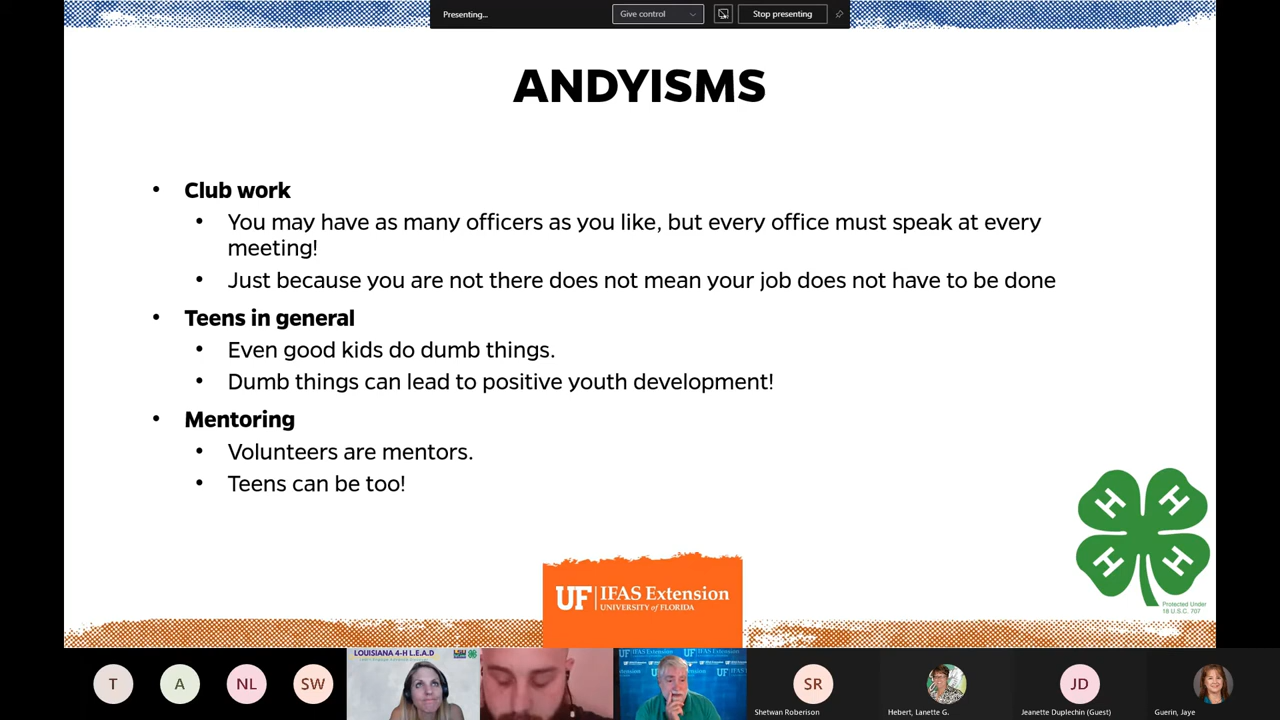 Presenting...
Give control
Stop presenting
ANDYISMS
• Club work
• You may have as many officers as you like, but every office must speak at every
meeting!
• Just because you are not there does not mean your job does not have to be done
• Teens in general
• Even good kids do dumb things.
• Dumb things can lead to positive youth development!
• Mentoring
• Volunteers are mentors.
• Teens can be too!
H H
H H
Protected Under
18 U.S.C. 707
UF | IFAS Extension
UNIVERSITY of FLORIDA
LOUISIANA 4-H L.E.A.D
T
A
NL
SW
IFAS Extension
SR
Shetwan Roberison
Hebert, Lanette G.
JD
Jeanette Duplechin (Guest)
Guerin, Jaye